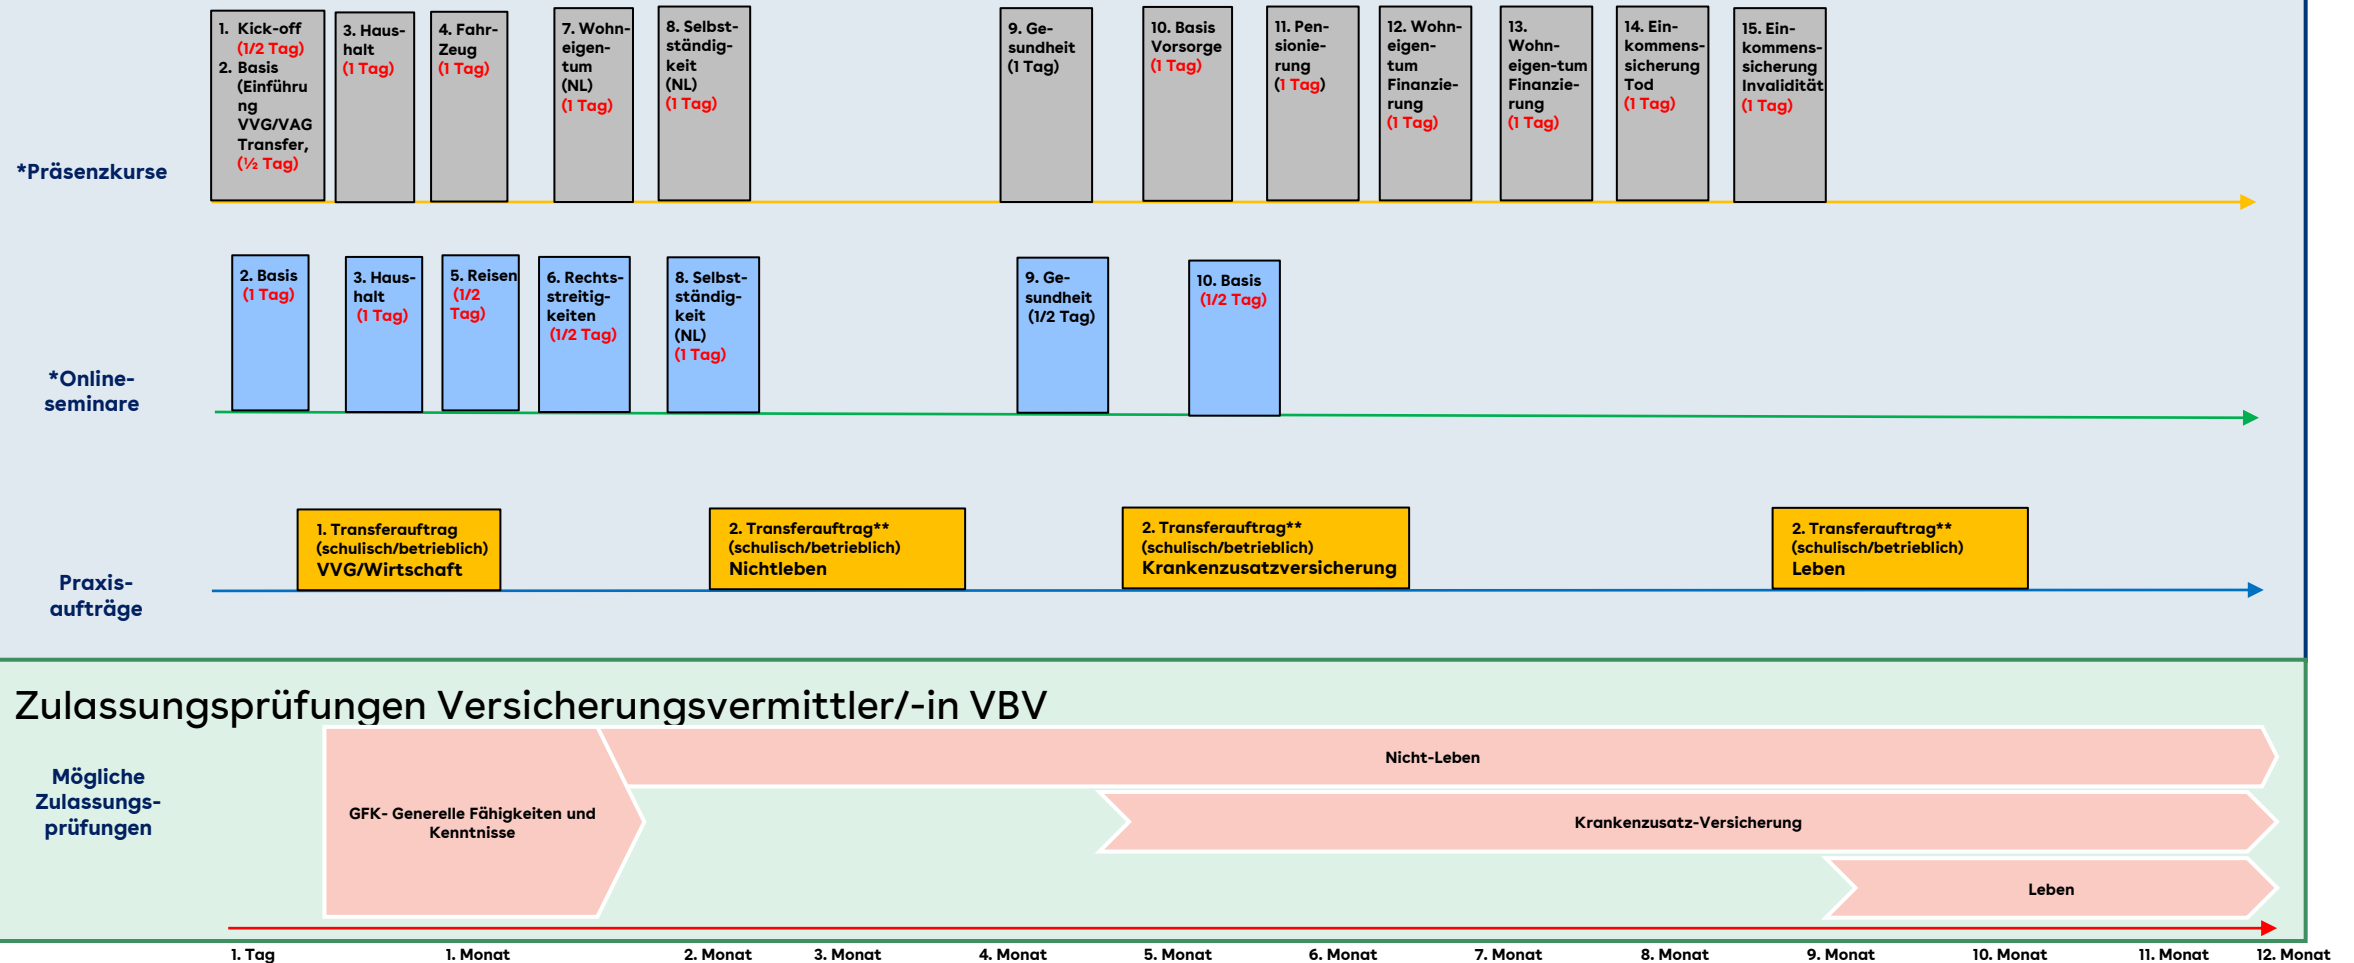 1. Kick-off
(1/2 Tag)
2. Basis
(Einführu
ng
VVG/VAG
Transfer,
(½ Tag)
3. Haus-
halt
(1 Tag)
4. Fahr-
Zeug
(1 Tag)
7. Wohn-
eigen-
tum
(NL)
(1 Tag)
8. Selbst-
ständig-
keit
(NL)
(1 Tag)
9. Ge-
sundheit
(1 Tag)
10. Basis
Vorsorge
(1 Tag)
11. Pen-
sionie-
rung
(1 Tag)
12. Wohn-
eigen-
tum
Finanzie-
rung
(1 Tag)
13.
Wohn-
eigen-tum
Finanzie-
rung
(1 Tag)
14. Ein-
kommens-
sicherung
Tod
(1 Tag)
15. Ein-
kommens-
sicherung
Invalidität
(1 Tag)
*Präsenzkurse
2. Basis
(1 Tag)
3. Haus-
halt
(1 Tag)
5. Reisen
(1/2
Tag)
6. Rechts-
streitig-
keiten
(1/2 Tag)
8. Selbst-
ständig-
keit
(NL)
(1 Tag)
9. Ge-
sundheit
(1/2 Tag)
10. Basis
(1/2 Tag)
*Online-
seminare
1. Transferauftrag
(schulisch/betrieblich)
VVG/Wirtschaft
2. Transferauftrag**
(schulisch/betrieblich)
Nichtleben
2. Transferauftrag**
(schulisch/betrieblich)
Krankenzusatzversicherung
2. Transferauftrag**
(schulisch/betrieblich)
Leben
Praxis-
aufträge
Zulassungsprüfungen Versicherungsvermittler/-in VBV
Mögliche
Zulassungs-
prüfungen
GFK- Generelle Fähigkeiten und
Kenntnisse
Nicht-Leben
Krankenzusatz-Versicherung
Leben
1. Tag
1. Monat
2. Monat
3. Monat
4. Monat
5. Monat
6. Monat
7. Monat
8. Monat
9. Monat
10. Monat
11. Monat
12. Monat